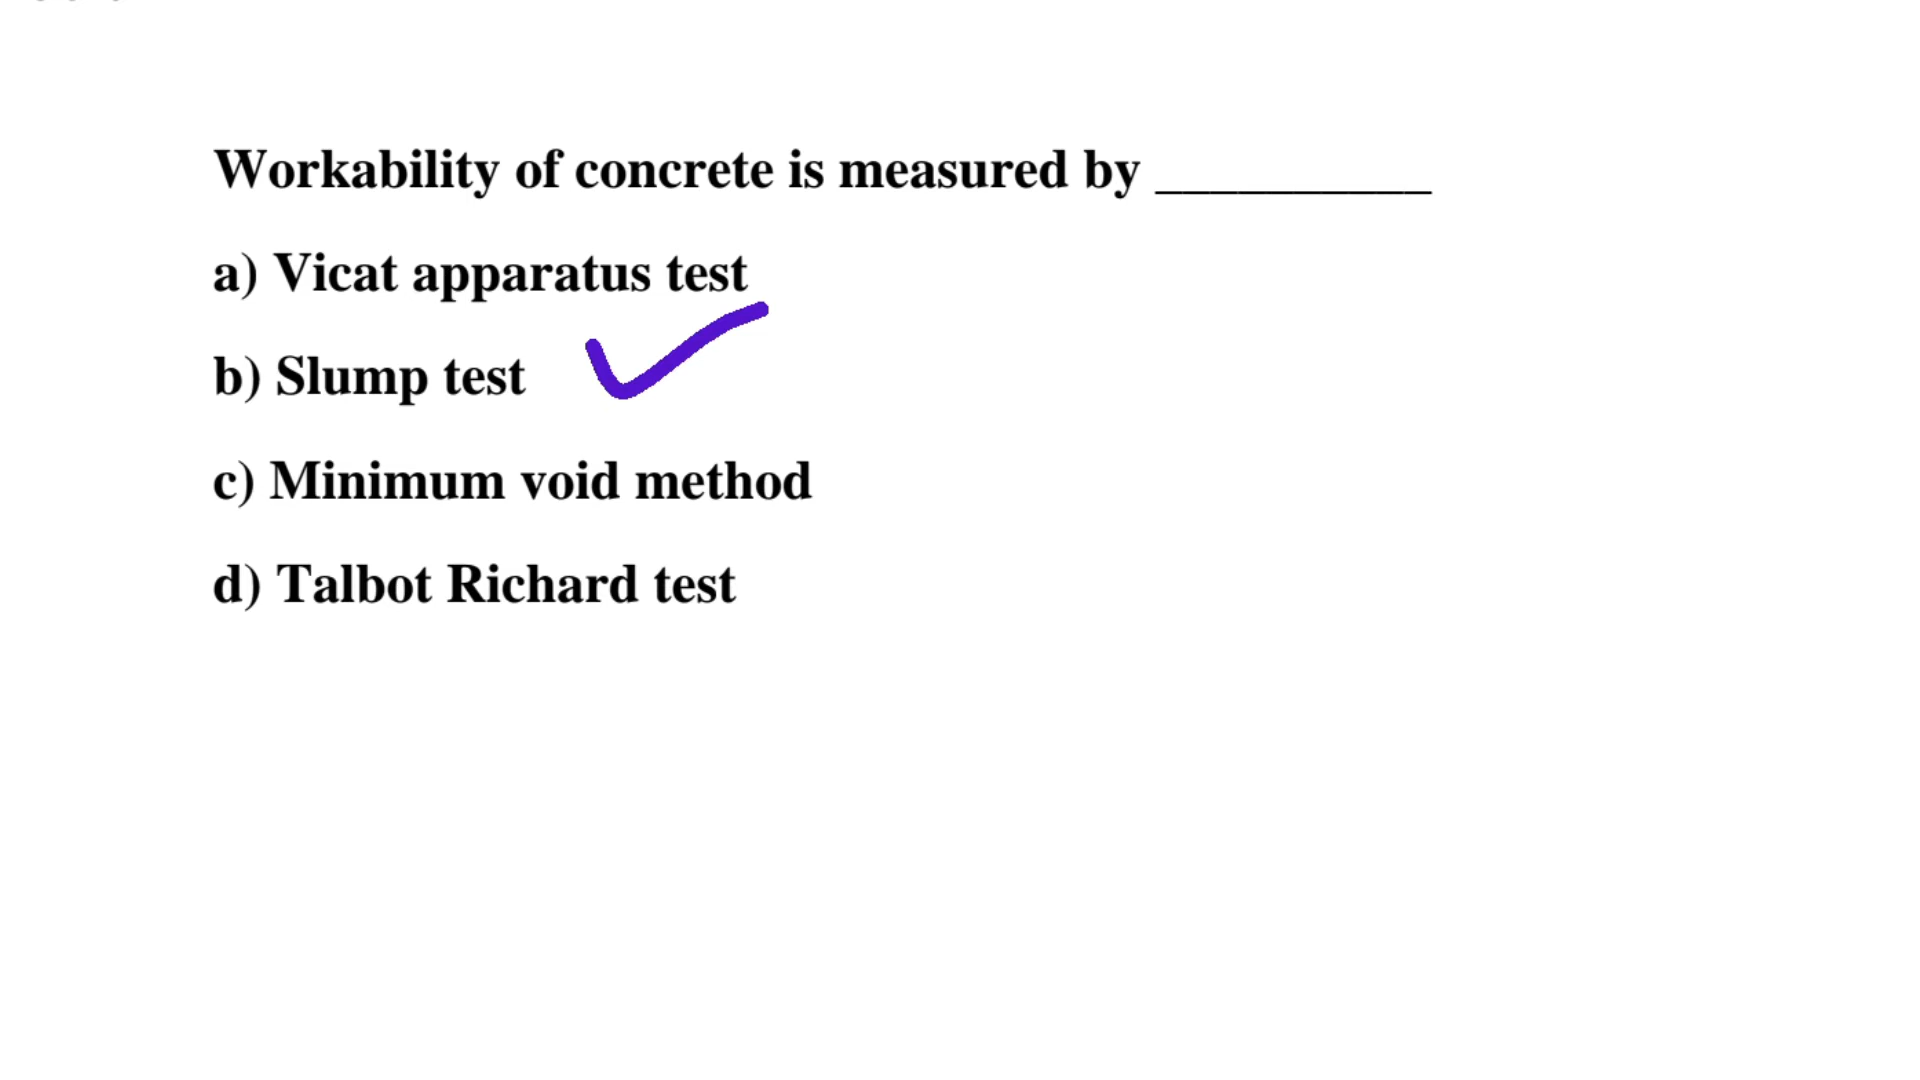 Workability of concrete is measured by __________
a) Vicat apparatus test
b) Slump test
c) Minimum void method
d) Talbot Richard test